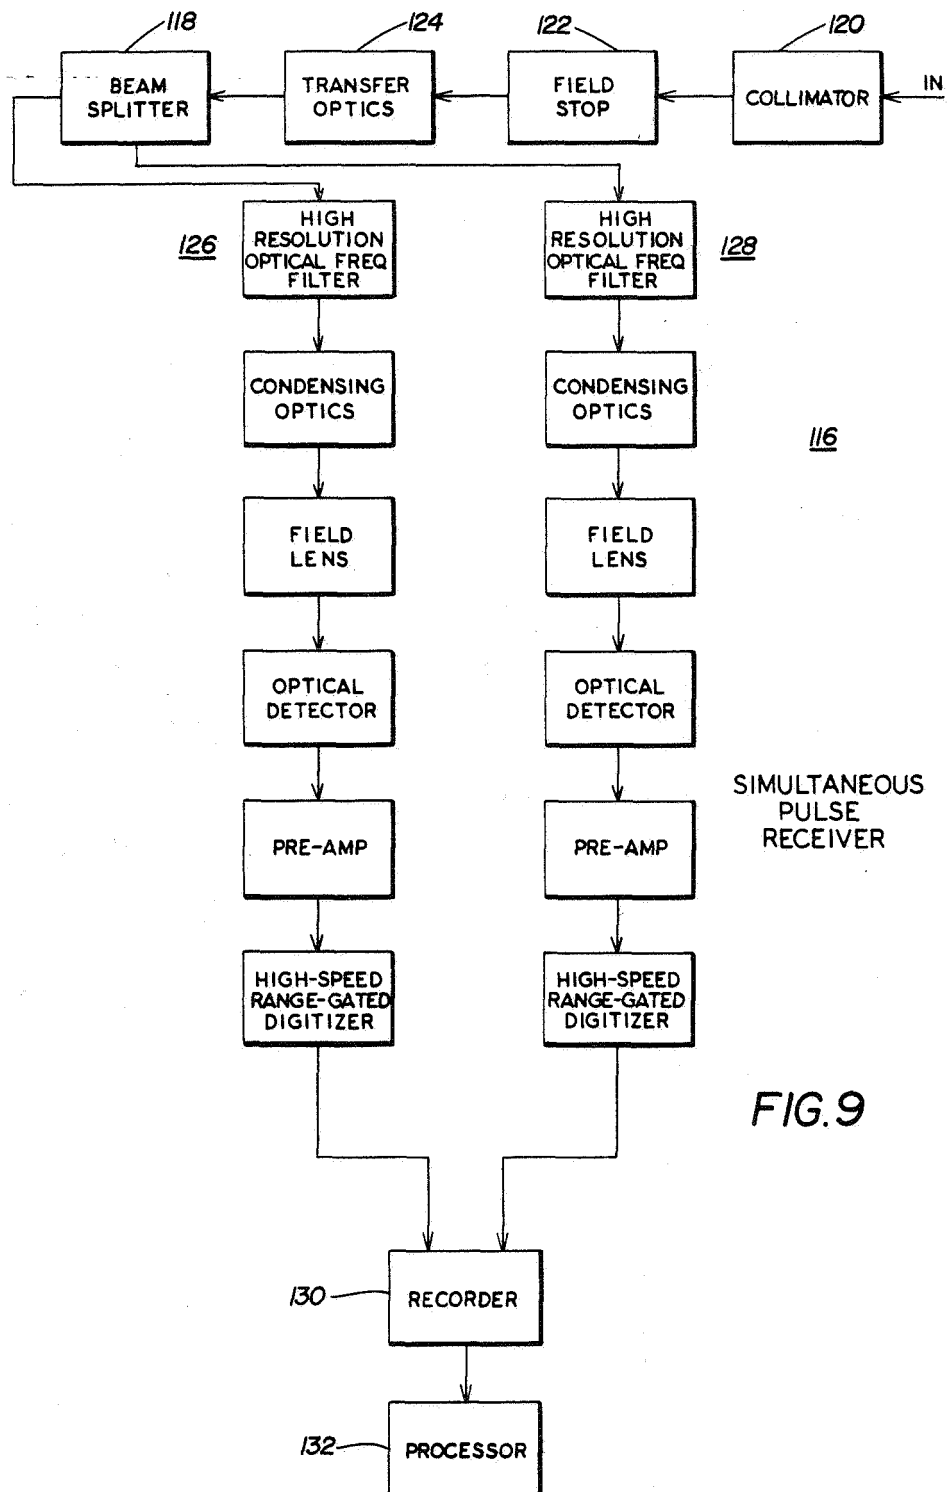 118
124
122
120
BEAM
SPLITTER
TRANSFER
OPTICS
FIELD
STOP
COLLIMATOR
IN
126
HIGH
RESOLUTION
OPTICAL FREQ
FILTER
HIGH
RESOLUTION
OPTICAL FREQ
FILTER
128
CONDENSING
OPTICS
CONDENSING
OPTICS
116
FIELD
LENS
FIELD
LENS
OPTICAL
DETECTOR
OPTICAL
DETECTOR
SIMULTANEOUS
PULSE
RECEIVER
PRE-AMP
PRE-AMP
HIGH-SPEED
RANGE-GATED
DIGITIZER
HIGH-SPEED
RANGE-GATED
DIGITIZER
FIG. 9
130
RECORDER
132
PROCESSOR